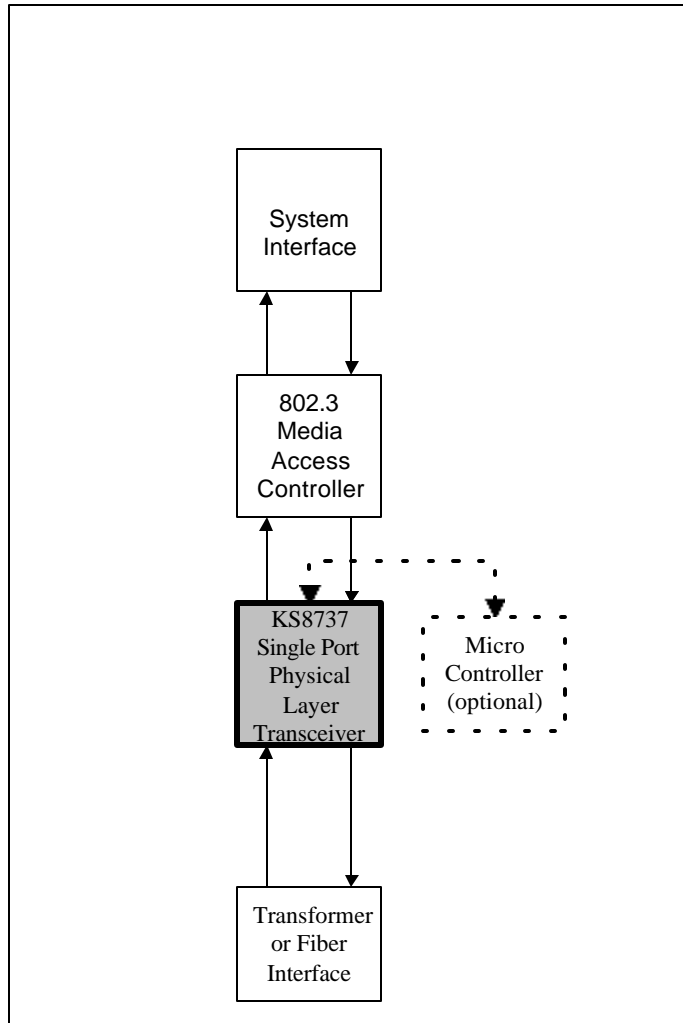 System
Interface
802.3
Media
Access
Controller
KS8737
Single Port
Physical
Layer
Transceiver
Micro
Controller
(optional)
Transformer
or Fiber
Interface